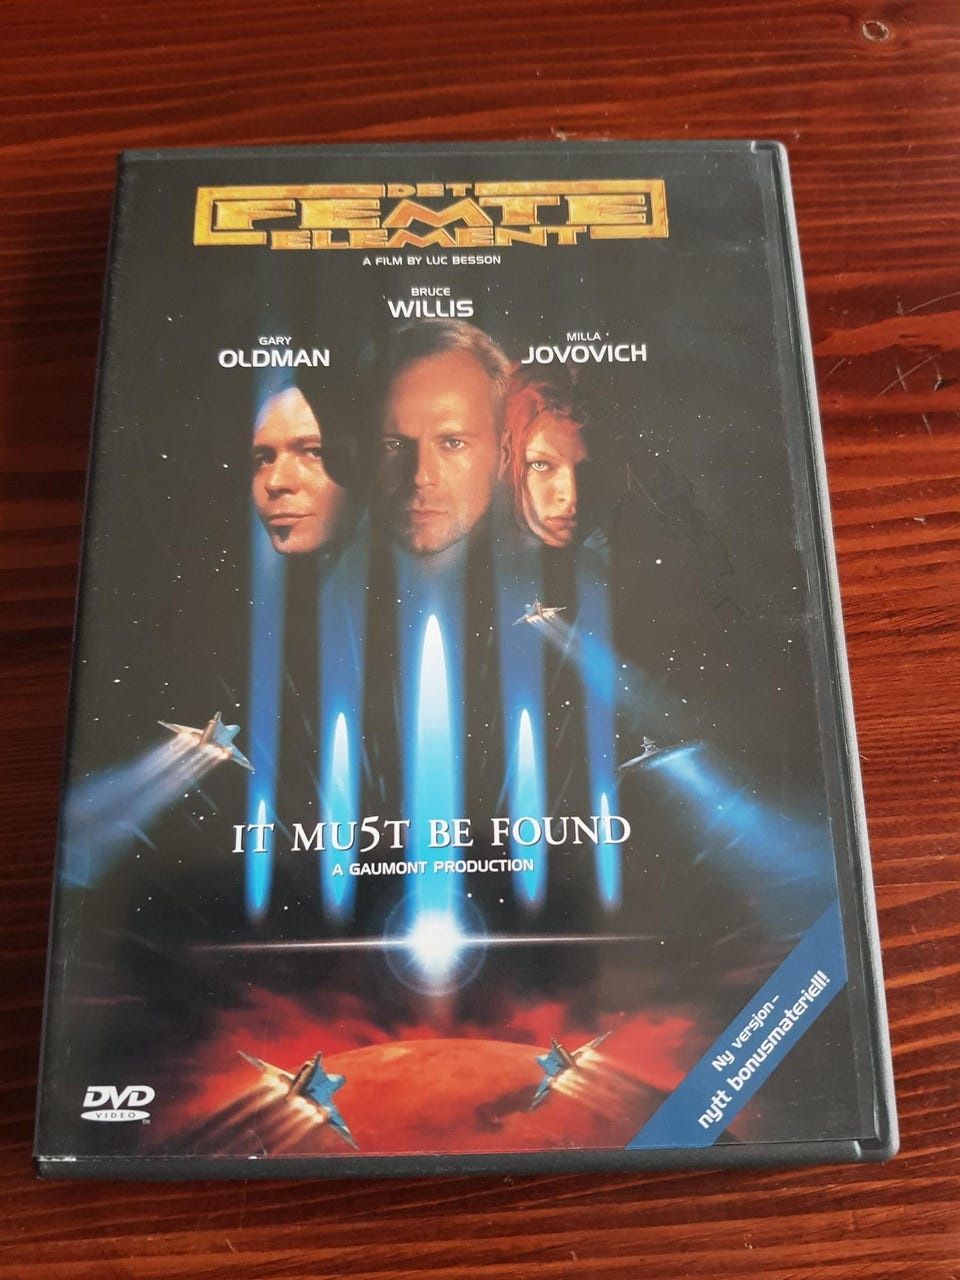 DET
FEMTE
ELEMENT
A FILM BY LUC BESSON
BRUCE
WILLIS
GARY
OLDMAN
MILLA
JOVOVICH
IT MU5T BE FOUND
A GAUMONT PRODUCTION
Ny versjon-
nytt bonusmateriell!
DVD
VIDEO
TM